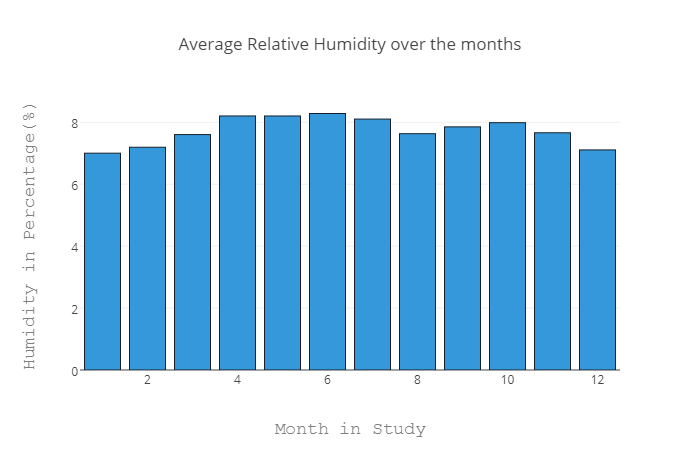 Average Relative Humidity over the months
Humidity in Percentage(%)
8
6
4
2
0
2 4 6 8 10 12
Month in Study